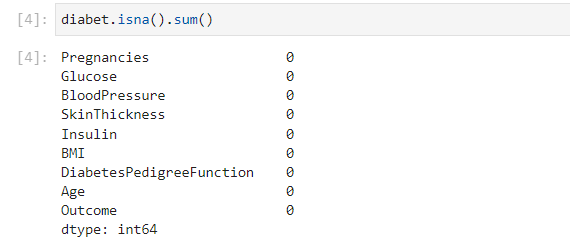 [4]: diabet.isna().sum()
[4]: Pregnancies 0
Glucose 0
BloodPressure 0
SkinThickness 0
Insulin 0
BMI 0
DiabetesPedigreeFunction 0
Age 0
Outcome 0
dtype: int64